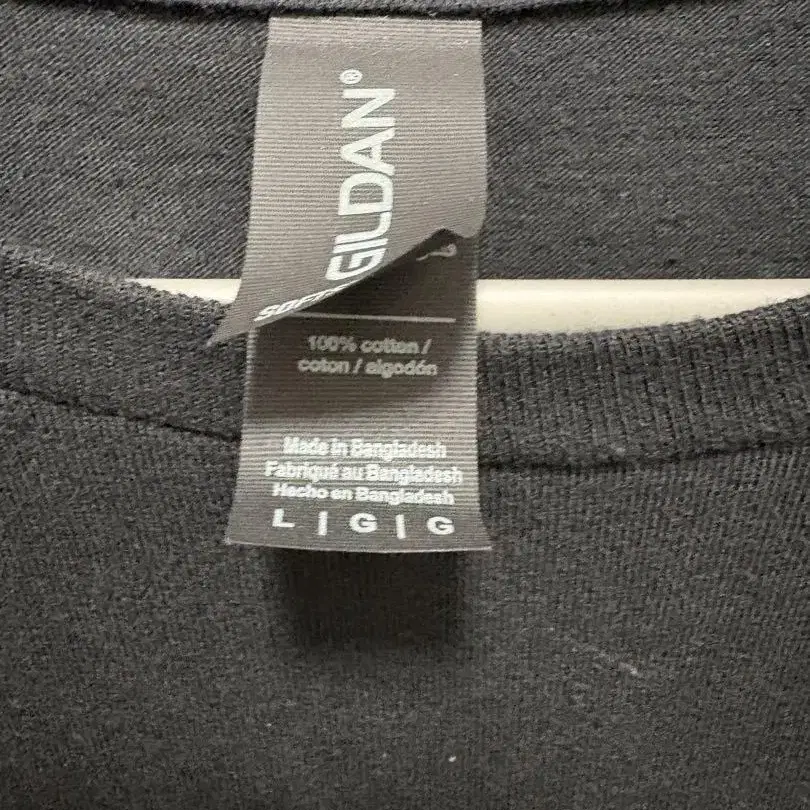 GILDAN®
100% cotton /
coton / algodón
Made in Bangladesh
Fabriqué au Bangladesh
Hecho en Bangladesh
L | G | G